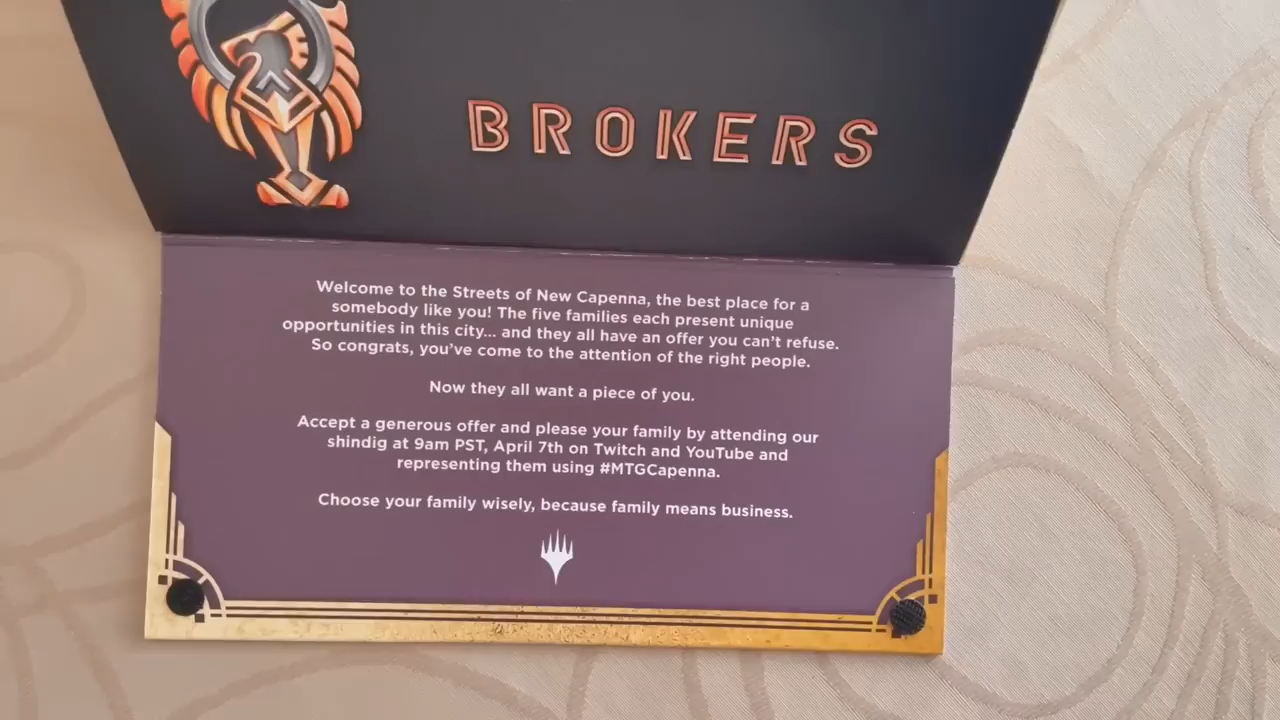 BROKERS
Welcome to the Streets of New Capenna, the best place for a
somebody like you! The five families each present unique
opportunities in this city... and they all have an offer you can't refuse.
So congrats, you've come to the attention of the right people.
Now they all want a piece of you.
Accept a generous offer and please your family by attending our
shindig at 9am PST, April 7th on Twitch and YouTube and
representing them using #MTGCapenna.
Choose your family wisely, because family means business.